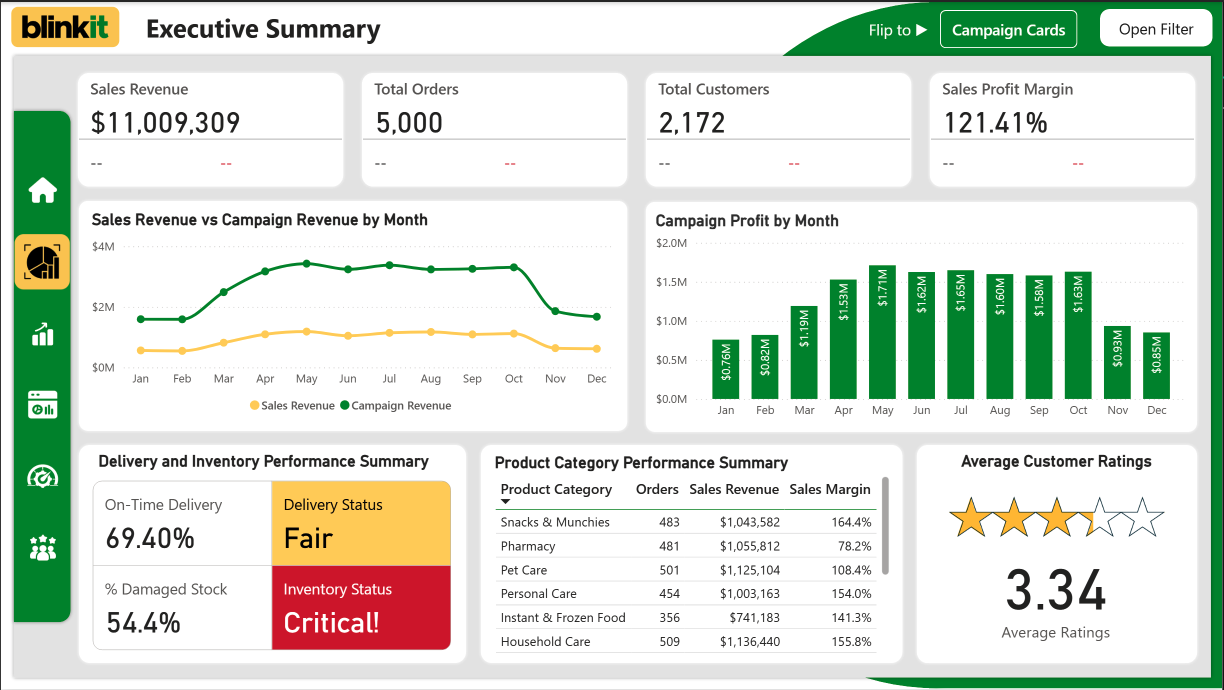 blinkit
Executive Summary
Flip to ▶
Campaign Cards
Open Filter
Sales Revenue
$11,009,309
-- --
Total Orders
5,000
-- --
Total Customers
2,172
-- --
Sales Profit Margin
121.41%
-- --
Sales Revenue vs Campaign Revenue by Month
$4M
$2M
$0M
Jan Feb Mar Apr May Jun Jul Aug Sep Oct Nov Dec
Sales Revenue Campaign Revenue
Campaign Profit by Month
$2.0M
$1.5M
$1.0M
$0.5M
$0.0M
$0.76M $0.82M $1.19M $1.53M $1.71M $1.62M $1.65M $1.60M $1.58M $1.63M $0.93M $0.85M
Jan Feb Mar Apr May Jun Jul Aug Sep Oct Nov Dec
Delivery and Inventory Performance Summary
On-Time Delivery
69.40%
Delivery Status
Fair
% Damaged Stock
54.4%
Inventory Status
Critical!
Product Category Performance Summary
Product Category Orders Sales Revenue Sales Margin
Snacks & Munchies 483 $1,043,582 164.4%
Pharmacy 481 $1,055,812 78.2%
Pet Care 501 $1,125,104 108.4%
Personal Care 454 $1,003,163 154.0%
Instant & Frozen Food 356 $741,183 141.3%
Household Care 509 $1,136,440 155.8%
Average Customer Ratings
3.34
Average Ratings